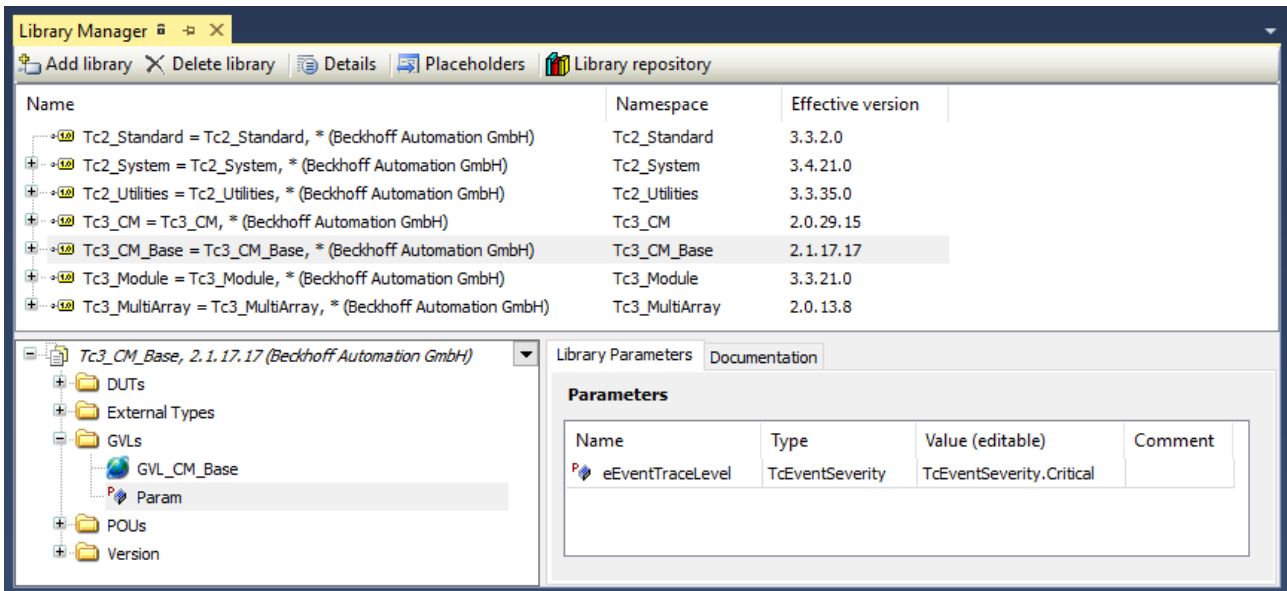 Library Manager
Add library Delete library Details Placeholders Library repository
Name Namespace Effective version
Tc2_Standard = Tc2_Standard, * (Beckhoff Automation GmbH) Tc2_Standard 3.3.2.0
Tc2_System = Tc2_System, * (Beckhoff Automation GmbH) Tc2_System 3.4.21.0
Tc2_Utilities = Tc2_Utilities, * (Beckhoff Automation GmbH) Tc2_Utilities 3.3.35.0
Tc3_CM = Tc3_CM, * (Beckhoff Automation GmbH) Tc3_CM 2.0.29.15
Tc3_CM_Base = Tc3_CM_Base, * (Beckhoff Automation GmbH) Tc3_CM_Base 2.1.17.17
Tc3_Module = Tc3_Module, * (Beckhoff Automation GmbH) Tc3_Module 3.3.21.0
Tc3_MultiArray = Tc3_MultiArray, * (Beckhoff Automation GmbH) Tc3_MultiArray 2.0.13.8
Tc3_CM_Base, 2.1.17.17 (Beckhoff Automation GmbH)
DUTs
External Types
GVLs
GVL_CM_Base
Param
POUs
Version
Library Parameters Documentation
Parameters
Name Type Value (editable) Comment
eEventTraceLevel TcEventSeverity TcEventSeverity.Critical